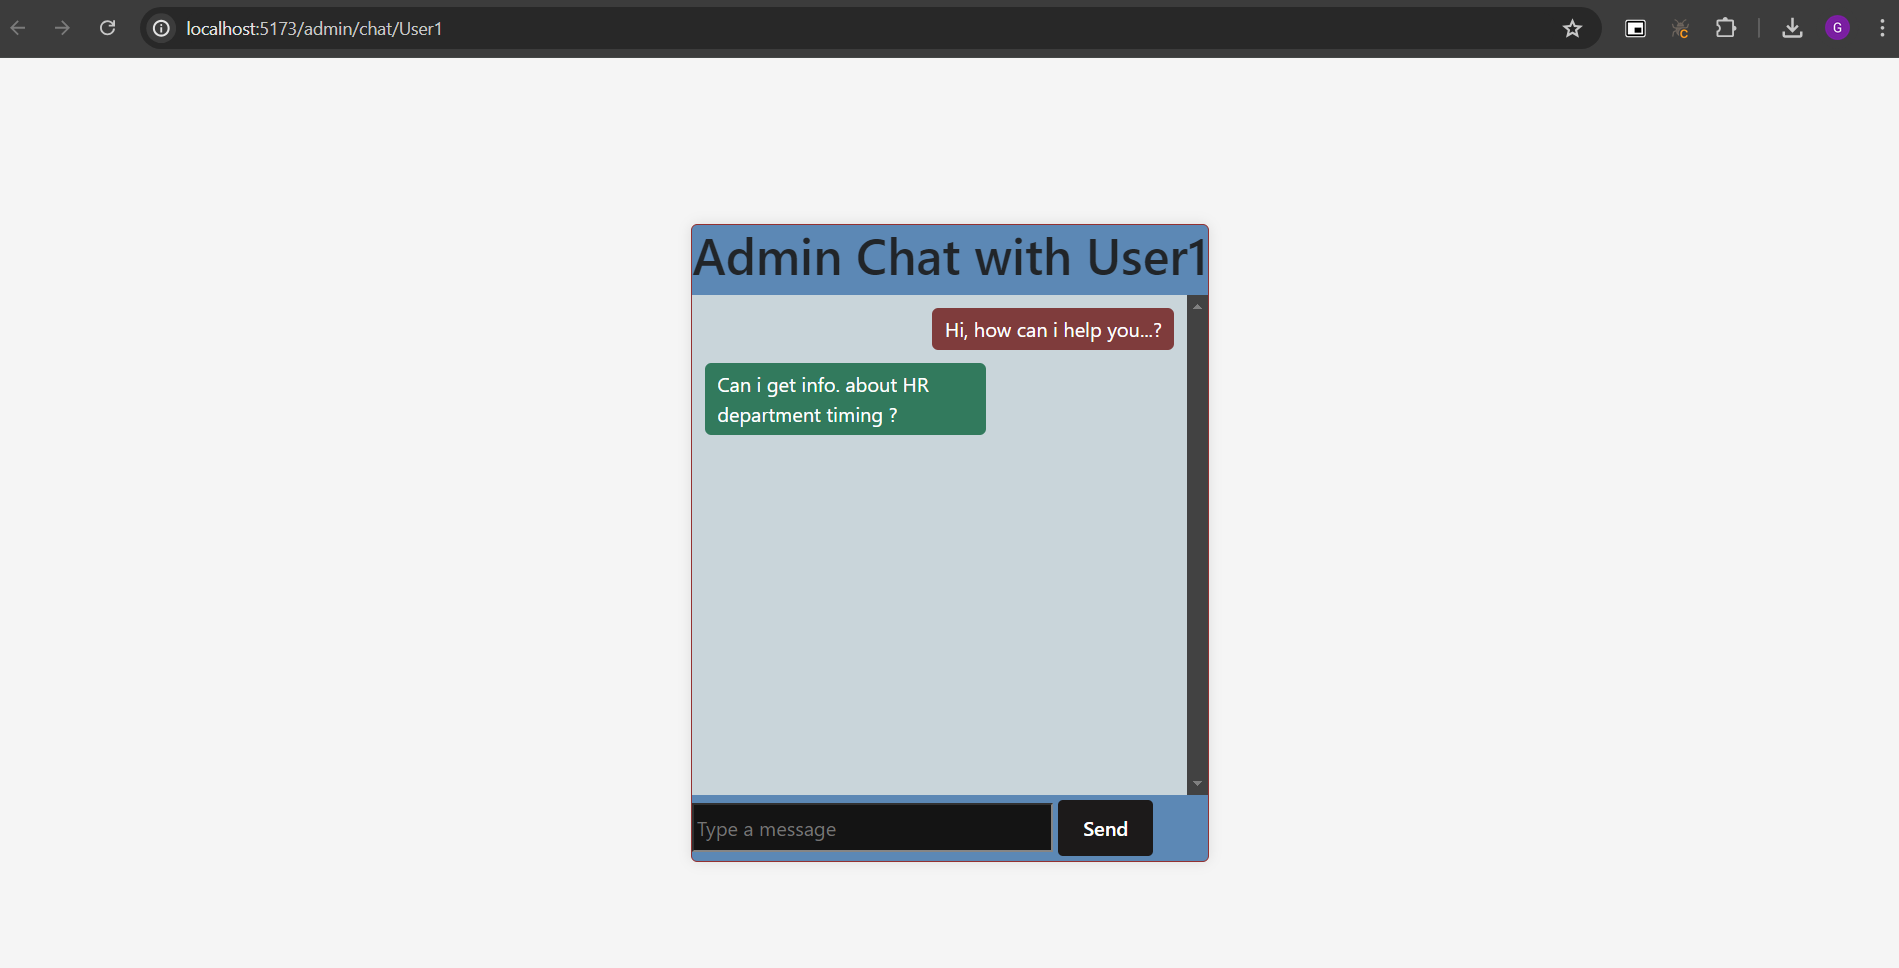 localhost:5173/admin/chat/User1
G
C
Admin Chat with User1
Hi, how can i help you...?
Can i get info. about HR
department timing ?
Type a message
Send